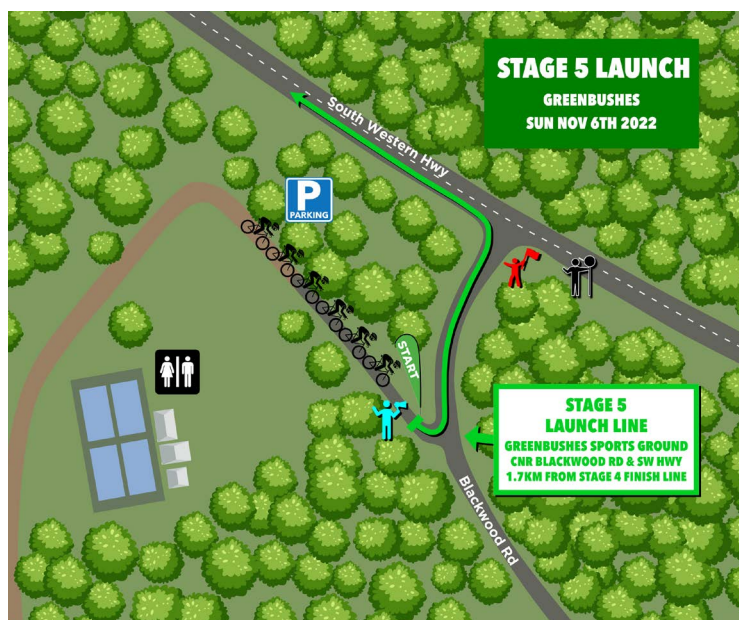 STAGE 5 LAUNCH
GREENBUSHES
SUN NOV 6TH 2022
South Western Hwy
P
PARKING
START
STAGE 5
LAUNCH LINE
GREENBUSHES SPORTS GROUND
CNR BLACKWOOD RD & SW HWY
1.7KM FROM STAGE 4 FINISH LINE
Blackwood Rd